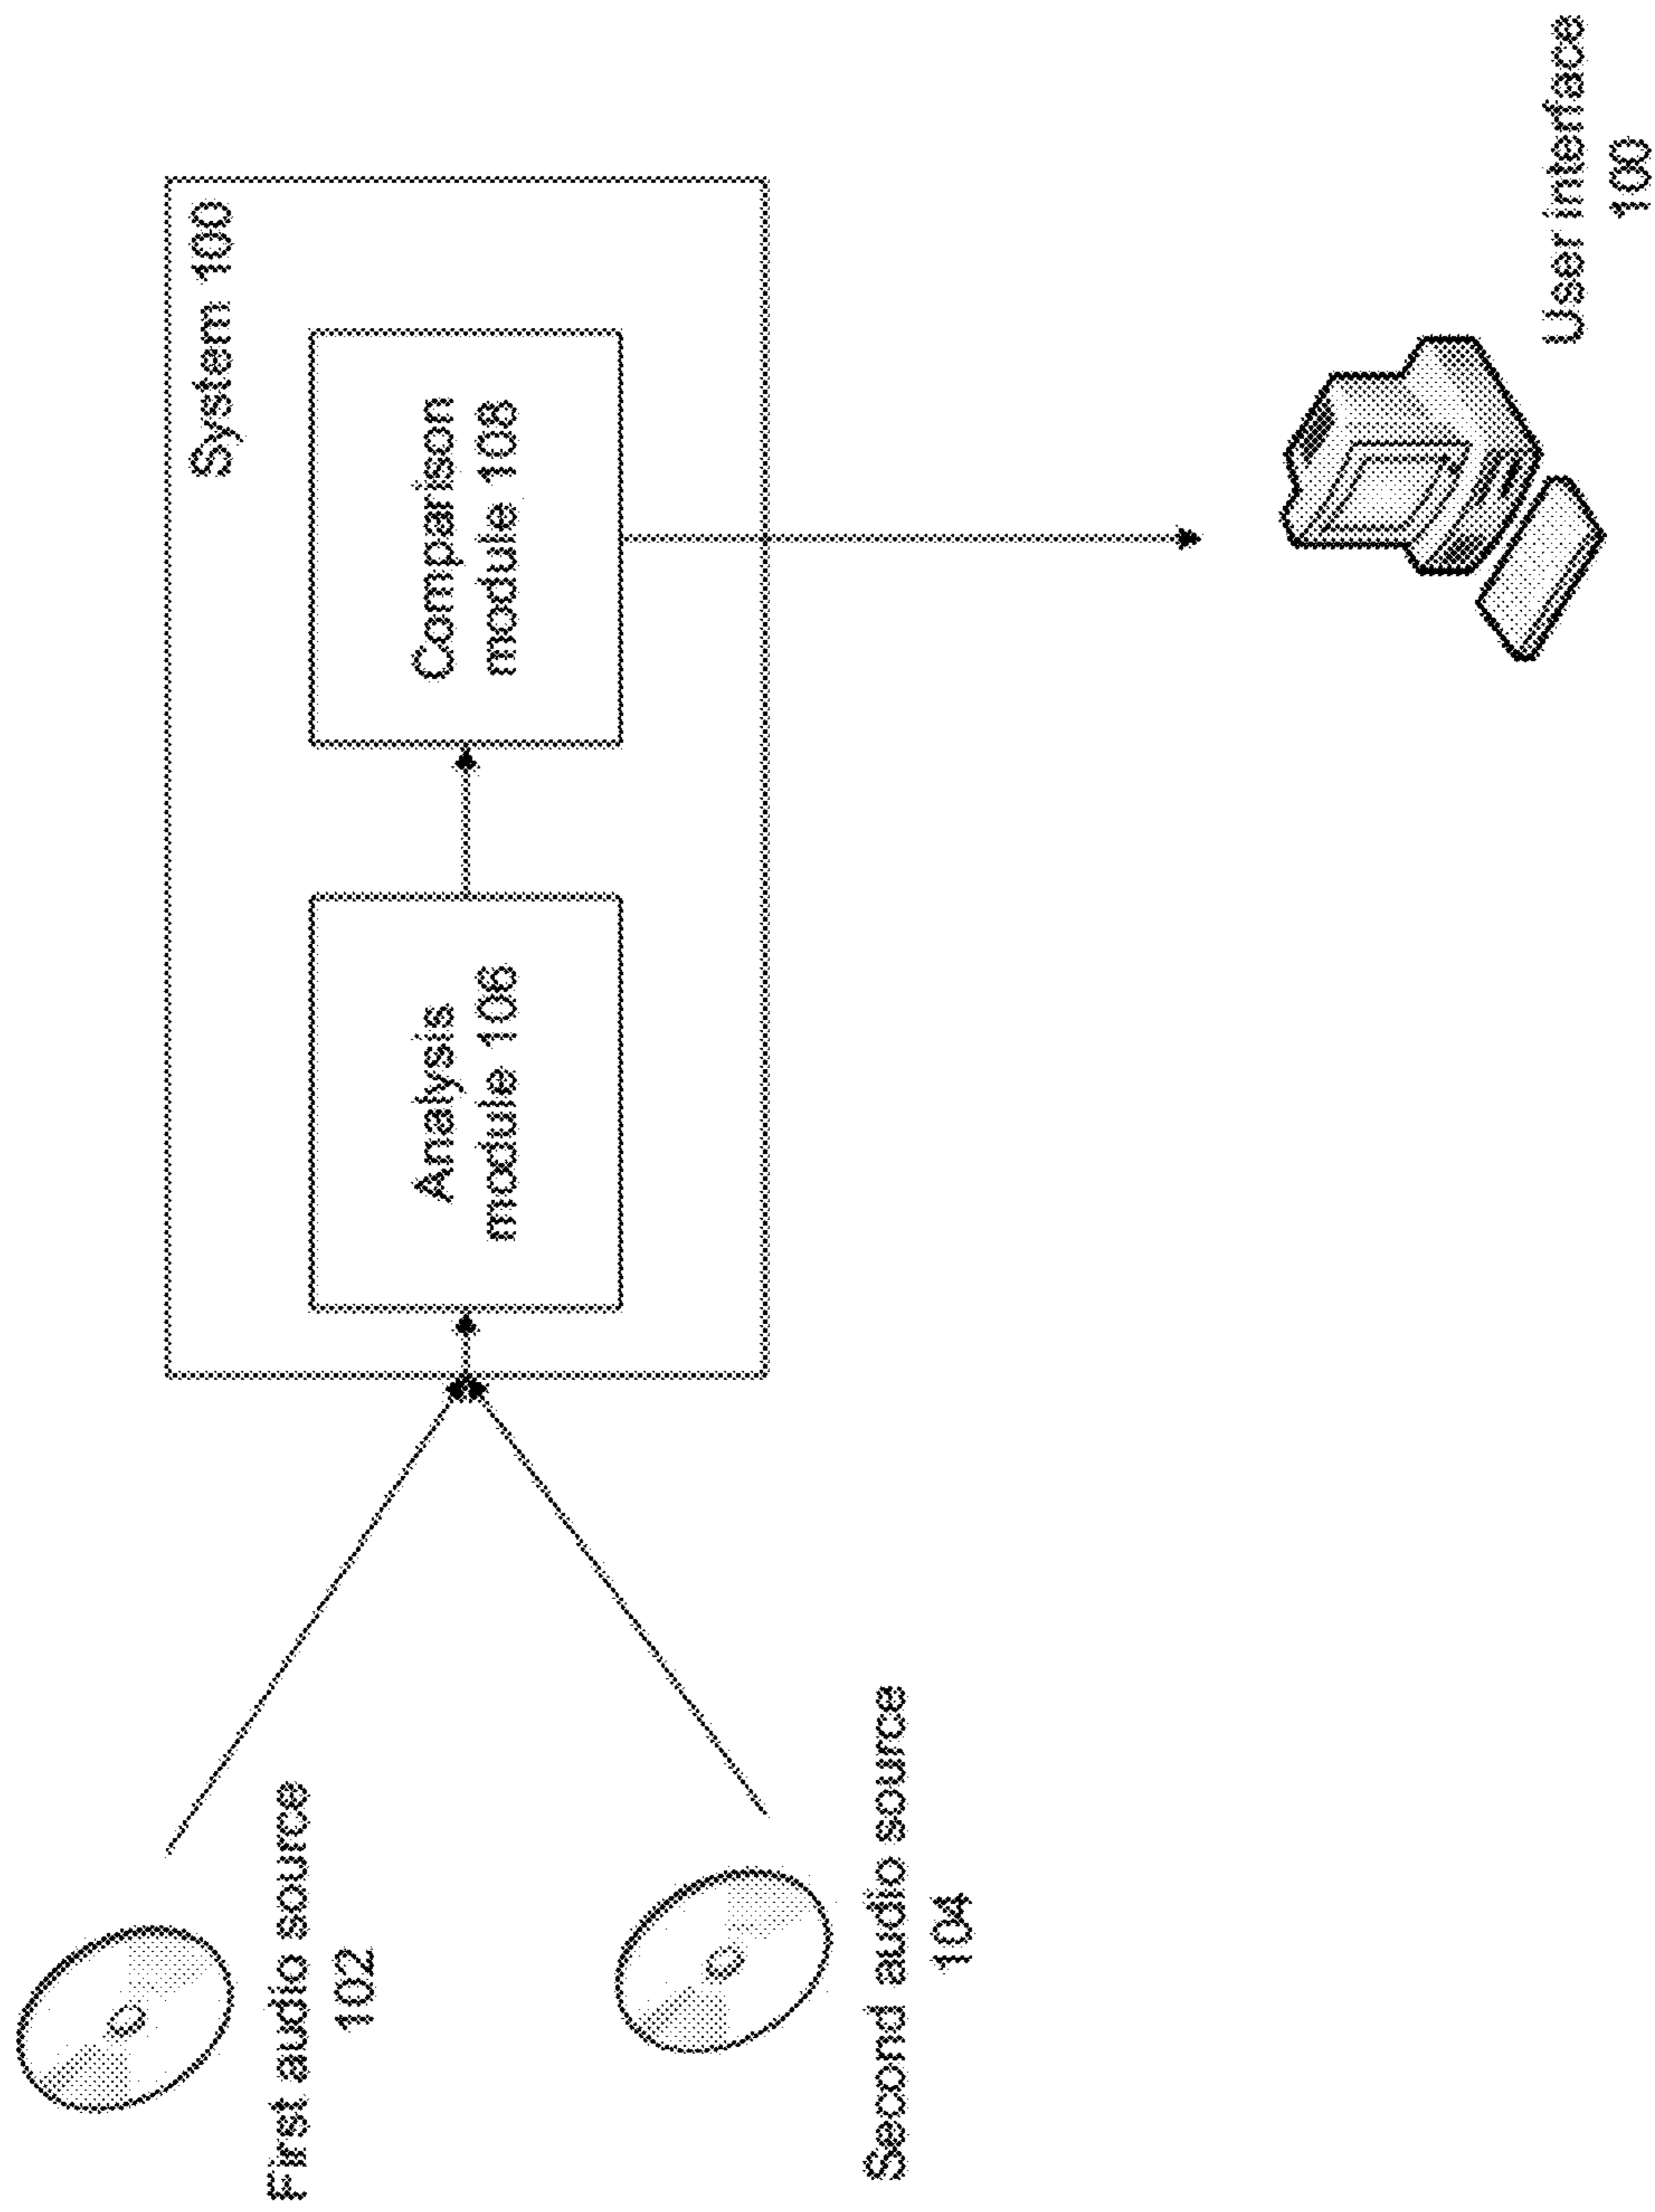 System 100
First audio source
102
Analysis
module 106
Comparison
module 108
Second audio source
104
User interface
100